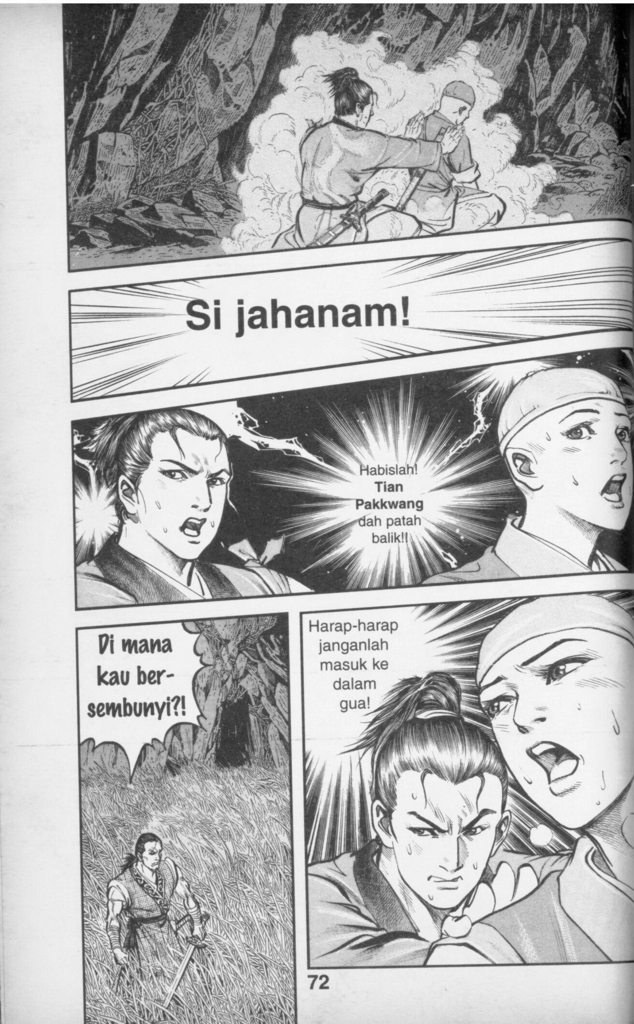 Si jahanam!
Habislah!
Tian
Pakkwang
dah patah
balik!!
Di mana
kau ber-
sembunyi?!
Harap-harap
janganlah
masuk ke
dalam
gua!
72